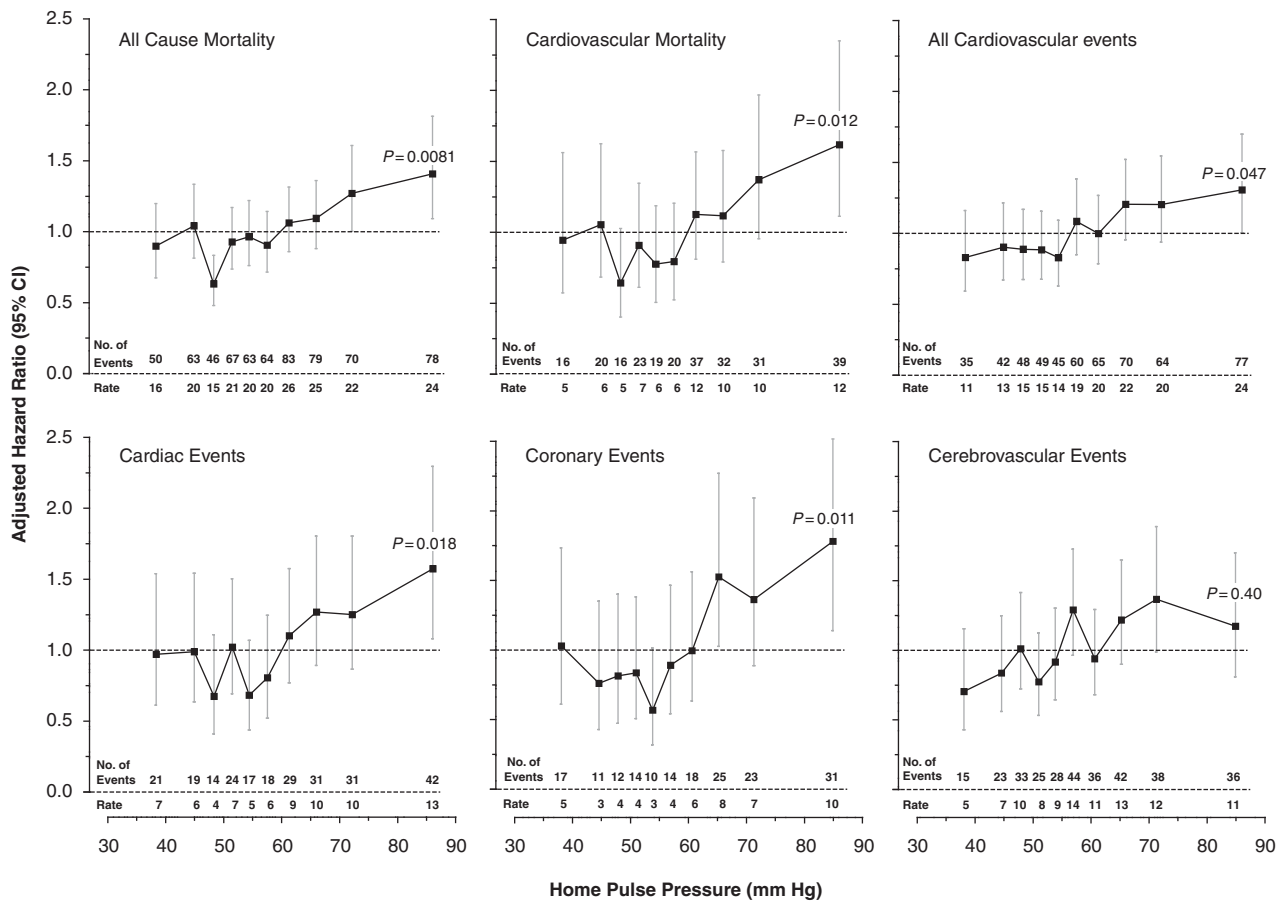 Adjusted Hazard Ratio (95% CI)
2.5
2.0
1.5
1.0
0.5
0.0
All Cause Mortality
P=0.0081
No. of
Events 50 63 46 67 63 64 83 79 70 78
Rate 16 20 15 21 20 20 26 25 22 24
Cardiovascular Mortality
P=0.012
No. of
Events 16 20 16 23 19 20 37 32 31 39
Rate 5 6 5 7 6 6 12 10 10 12
All Cardiovascular events
P=0.047
No. of
Events 35 42 48 49 45 60 65 70 64 77
Rate 11 13 15 15 14 19 20 22 20 24
2.5
2.0
1.5
1.0
0.5
0.0
Cardiac Events
P=0.018
No. of
Events 21 19 14 24 17 18 29 31 31 42
Rate 7 6 4 7 5 6 9 10 10 13
30 40 50 60 70 80 90
Coronary Events
P=0.011
No. of
Events 17 11 12 14 10 14 18 25 23 31
Rate 5 3 4 4 3 4 6 8 7 10
30 40 50 60 70 80 90
Cerebrovascular Events
P=0.40
No. of
Events 15 23 33 25 28 44 36 42 38 36
Rate 5 7 10 8 9 14 11 13 12 11
30 40 50 60 70 80 90
Home Pulse Pressure (mm Hg)